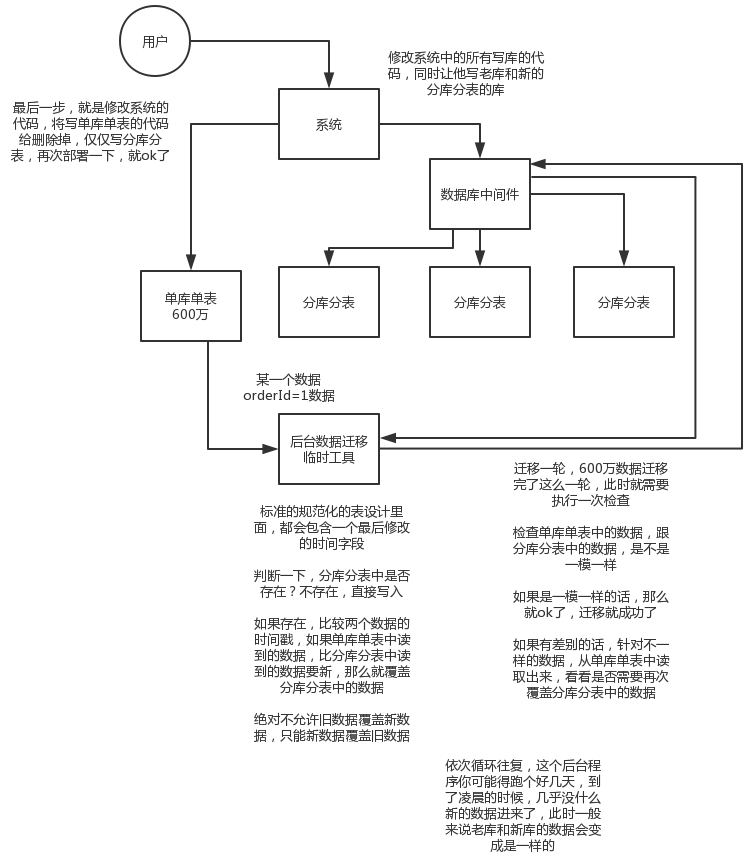 用户
修改系统中的所有写库的代
码，同时让他写老库和新的
分库分表的库
最后一步，就是修改系统的
代码，将写单库单表的代码
给删除掉，仅仅写分库分
表，再次部署一下，就ok了
系统
数据库中间件
单库单表
600万
分库分表
分库分表
分库分表
某一个数据
orderId=1数据
后台数据迁移
临时工具
标准的规范化的表设计里
面，都会包含一个最后修改
的时间字段
判断一下，分库分表中是否
存在？不存在，直接写入
如果存在，比较两个数据的
时间戳，如果单库单表中读
到的数据，比分库分表中读
到的数据要新，那么就覆盖
分库分表中的数据
绝对不允许旧数据覆盖新数
据，只能新数据覆盖旧数据
迁移一轮，600万数据迁移
完了这么一轮，此时就需要
执行一次检查
检查单库单表中的数据，跟
分库分表中的数据，是不是
一模一样
如果是一模一样的话，那么
就ok了，迁移就成功了
如果有差别的话，针对不一
样的数据，从单库单表中读
取出来，看看是否需要再次
覆盖分库分表中的数据
依次循环往复，这个后台程
序你可能得跑个好几天，到
了凌晨的时候，几乎没什么
新的数据进来了，此时一般
来说老库和新库的数据会变
成是一样的